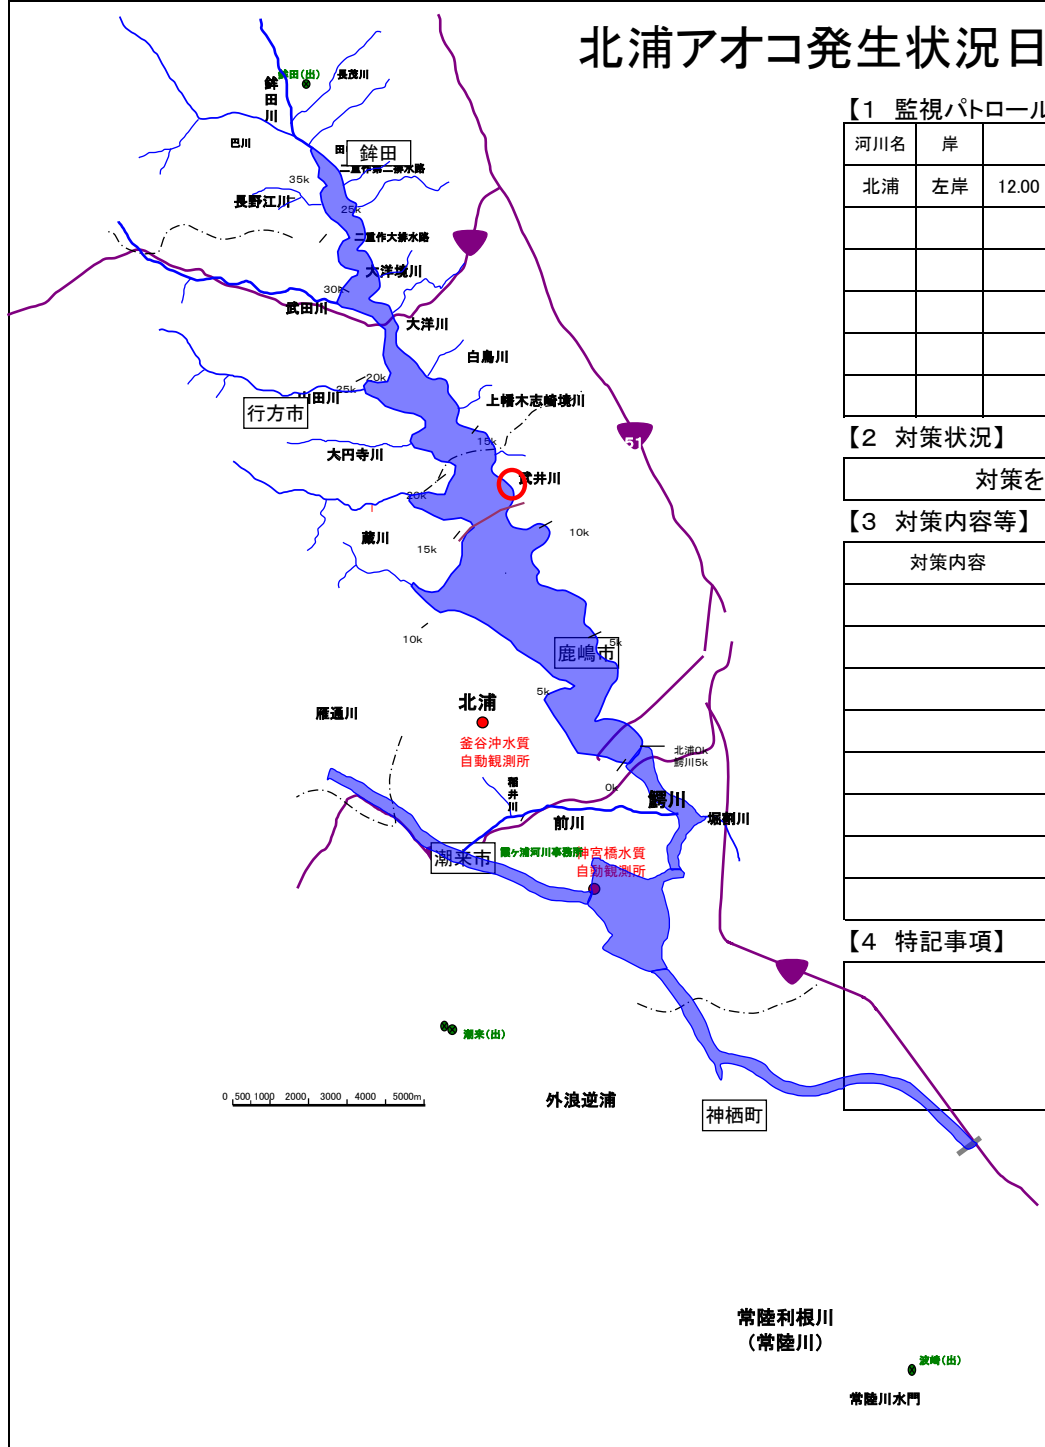 北浦アオコ発生状況日
【1 監視パトロール
河川名 岸
北浦 左岸 12.00
【2 対策状況】
対策を
【3 対策内容等】
対策内容
【4 特記事項】
鉾田(出)
長茂川
鉾田川
巴川
田
鉾田
二重作第二排水路
35k
長野江川
25k
二重作大排水路
大洋境川
30k
武田川
大洋川
白鳥川
20k
25k
山田川
上幡木志崎境川
行方市
15k
51
大円寺川
武井川
20k
蔵川
10k
15k
10k
5k
鹿嶋市
5k
北浦
雁通川
釜谷沖水質
自動観測所
北浦0k
鰐川5k
稲井川
0k
鰐川
前川
堀割川
潮来市
霞ヶ浦河川事務所
神宮橋水質
自動観測所
潮来(出)
0 500 1000 2000 3000 4000 5000m
外浪逆浦
神栖町
常陸利根川
(常陸川)
波崎(出)
常陸川水門